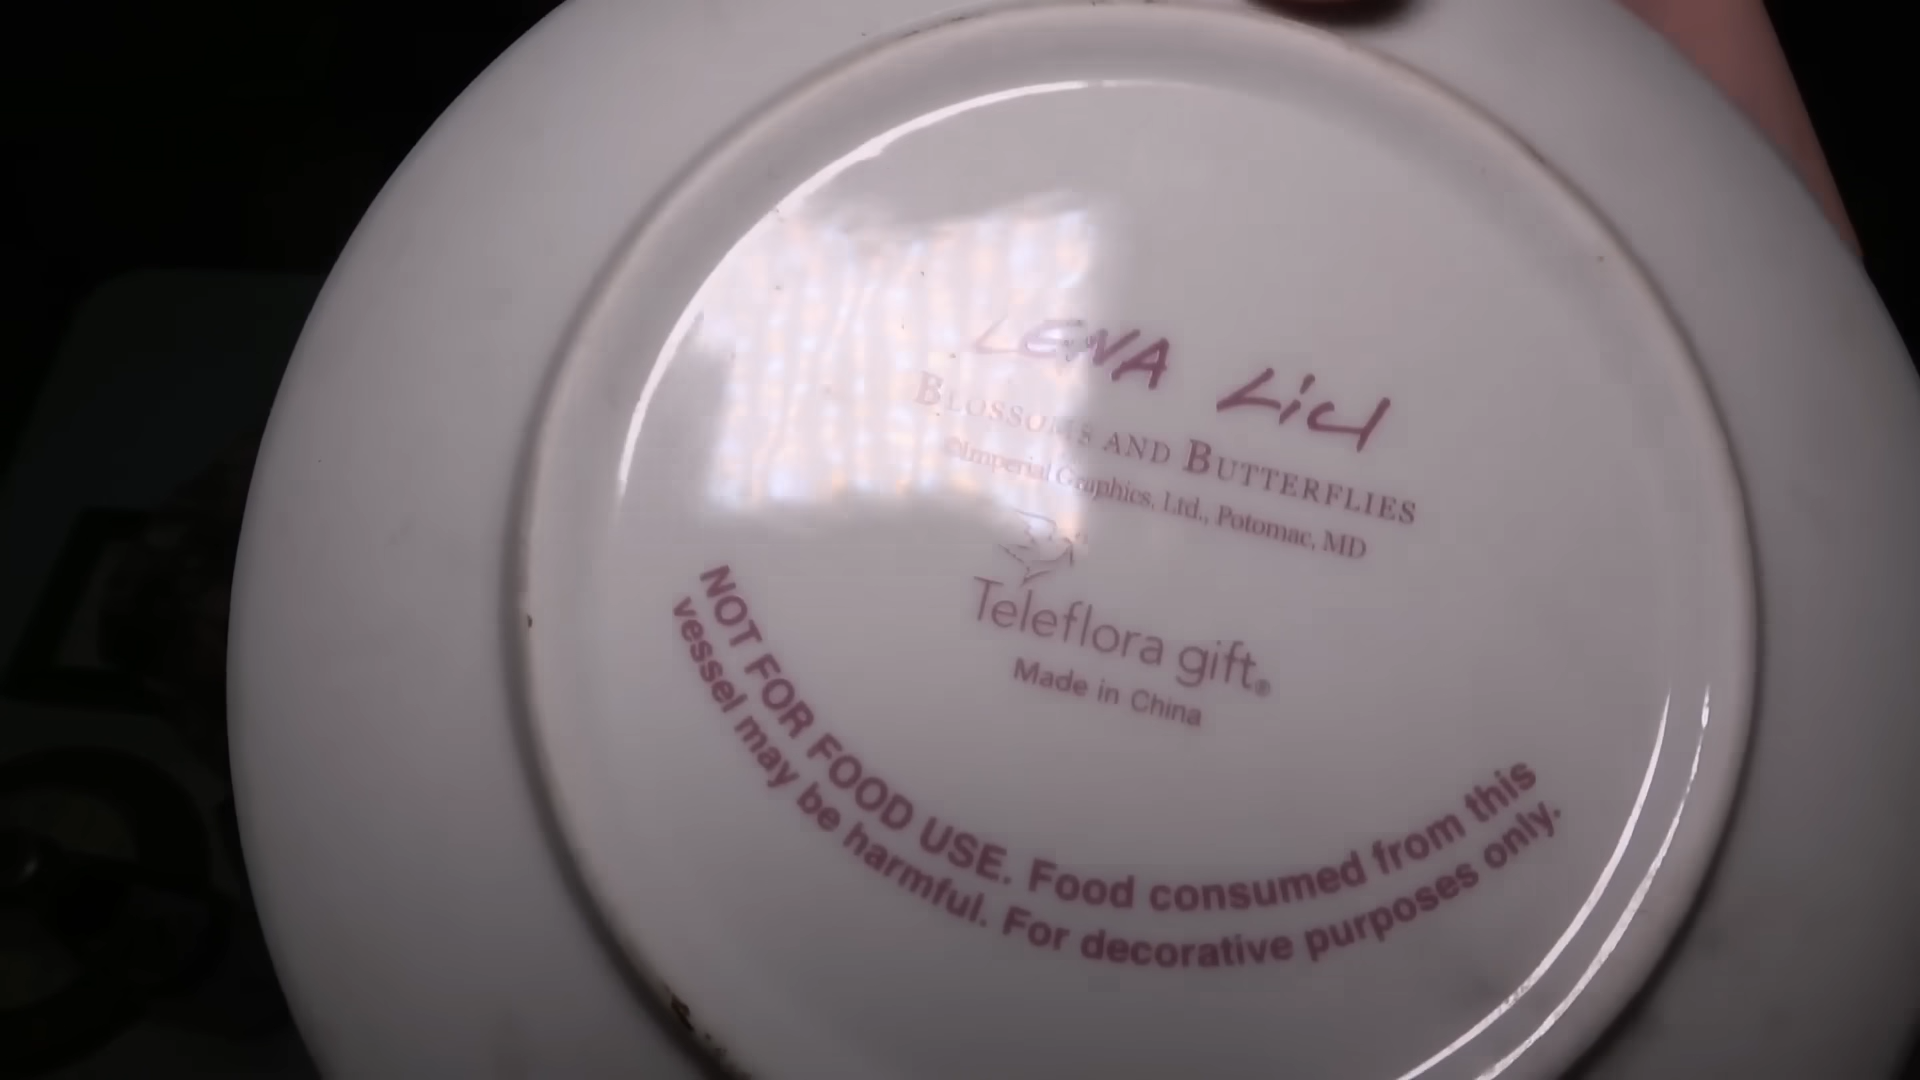 LENA LiU
BLOSSOMS AND BUTTERFLIES
©Imperial Graphics, Ltd., Potomac, MD
Teleflora gift®
Made in China
NOT FOR FOOD USE. Food consumed from this
vessel may be harmful. For decorative purposes only.